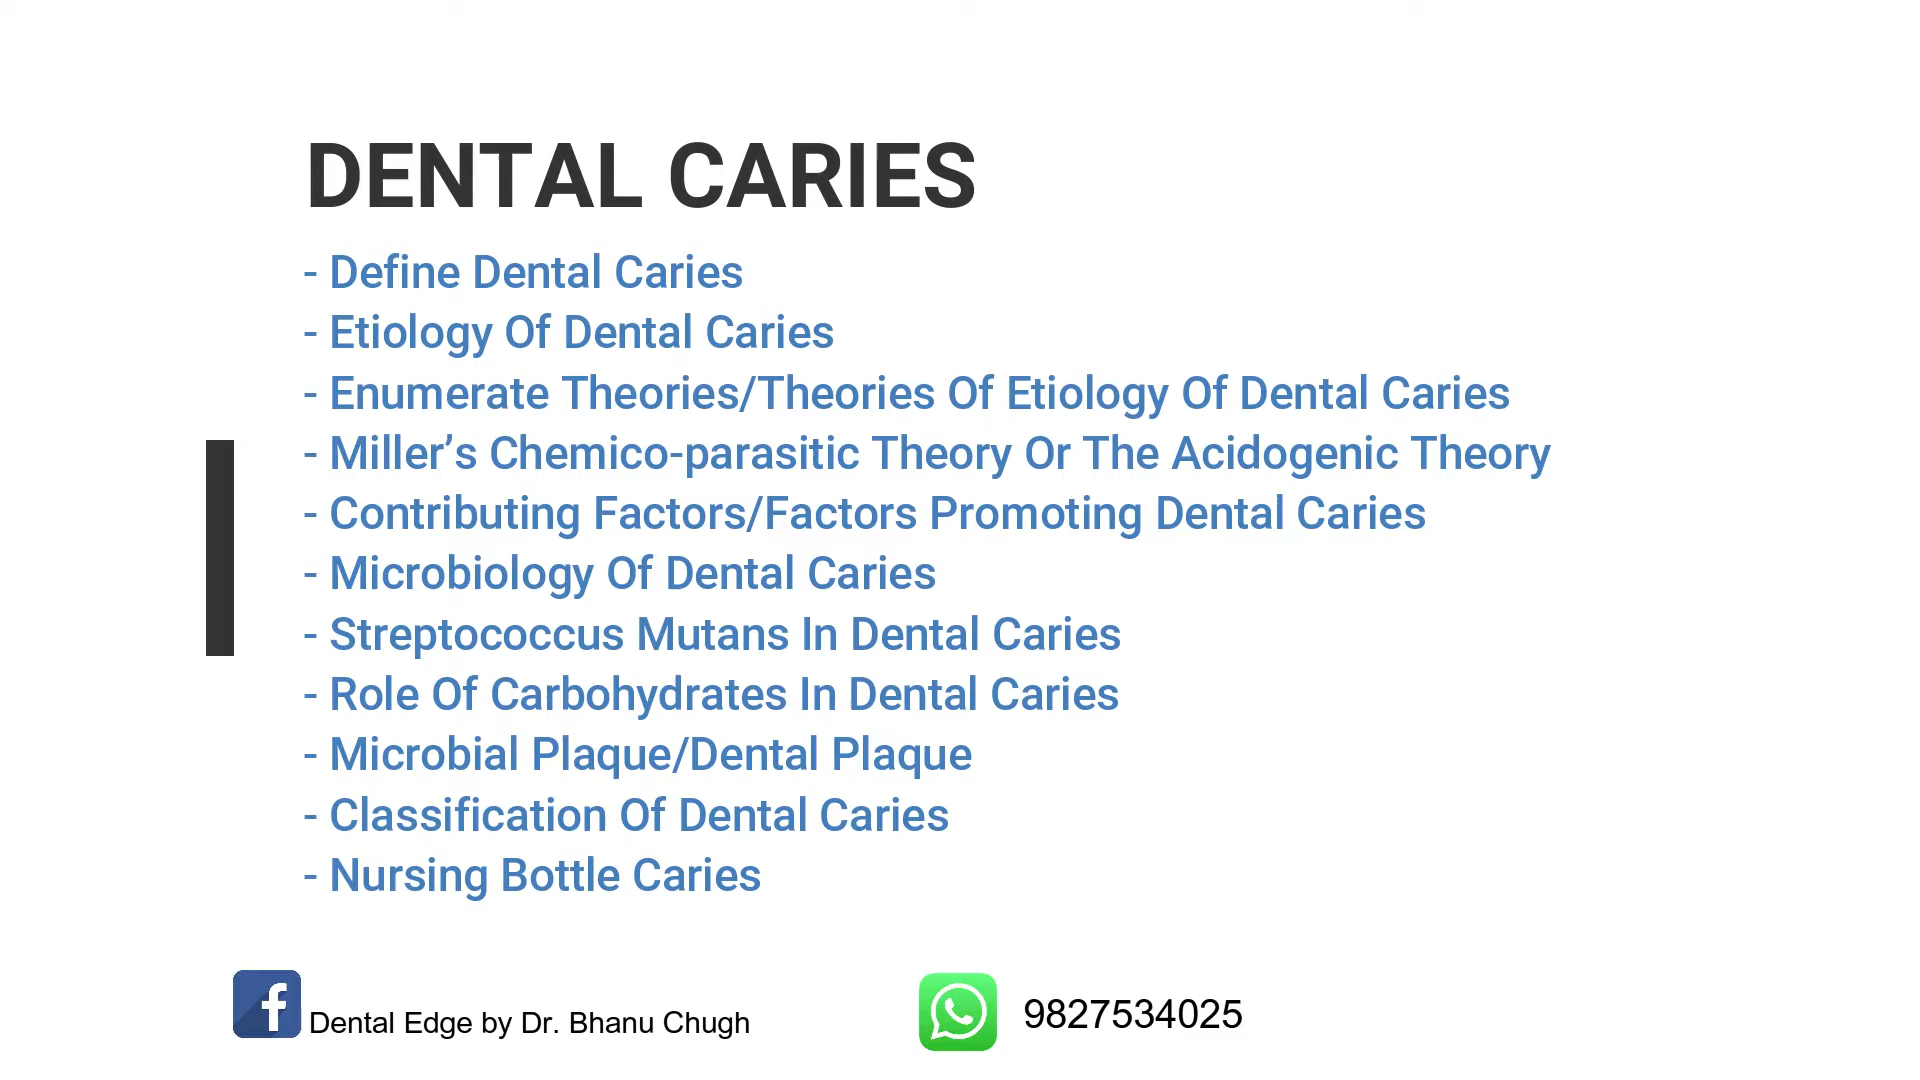 DENTAL CARIES
- Define Dental Caries
- Etiology Of Dental Caries
- Enumerate Theories/Theories Of Etiology Of Dental Caries
- Miller’s Chemico-parasitic Theory Or The Acidogenic Theory
- Contributing Factors/Factors Promoting Dental Caries
- Microbiology Of Dental Caries
- Streptococcus Mutans In Dental Caries
- Role Of Carbohydrates In Dental Caries
- Microbial Plaque/Dental Plaque
- Classification Of Dental Caries
- Nursing Bottle Caries
Dental Edge by Dr. Bhanu Chugh
9827534025